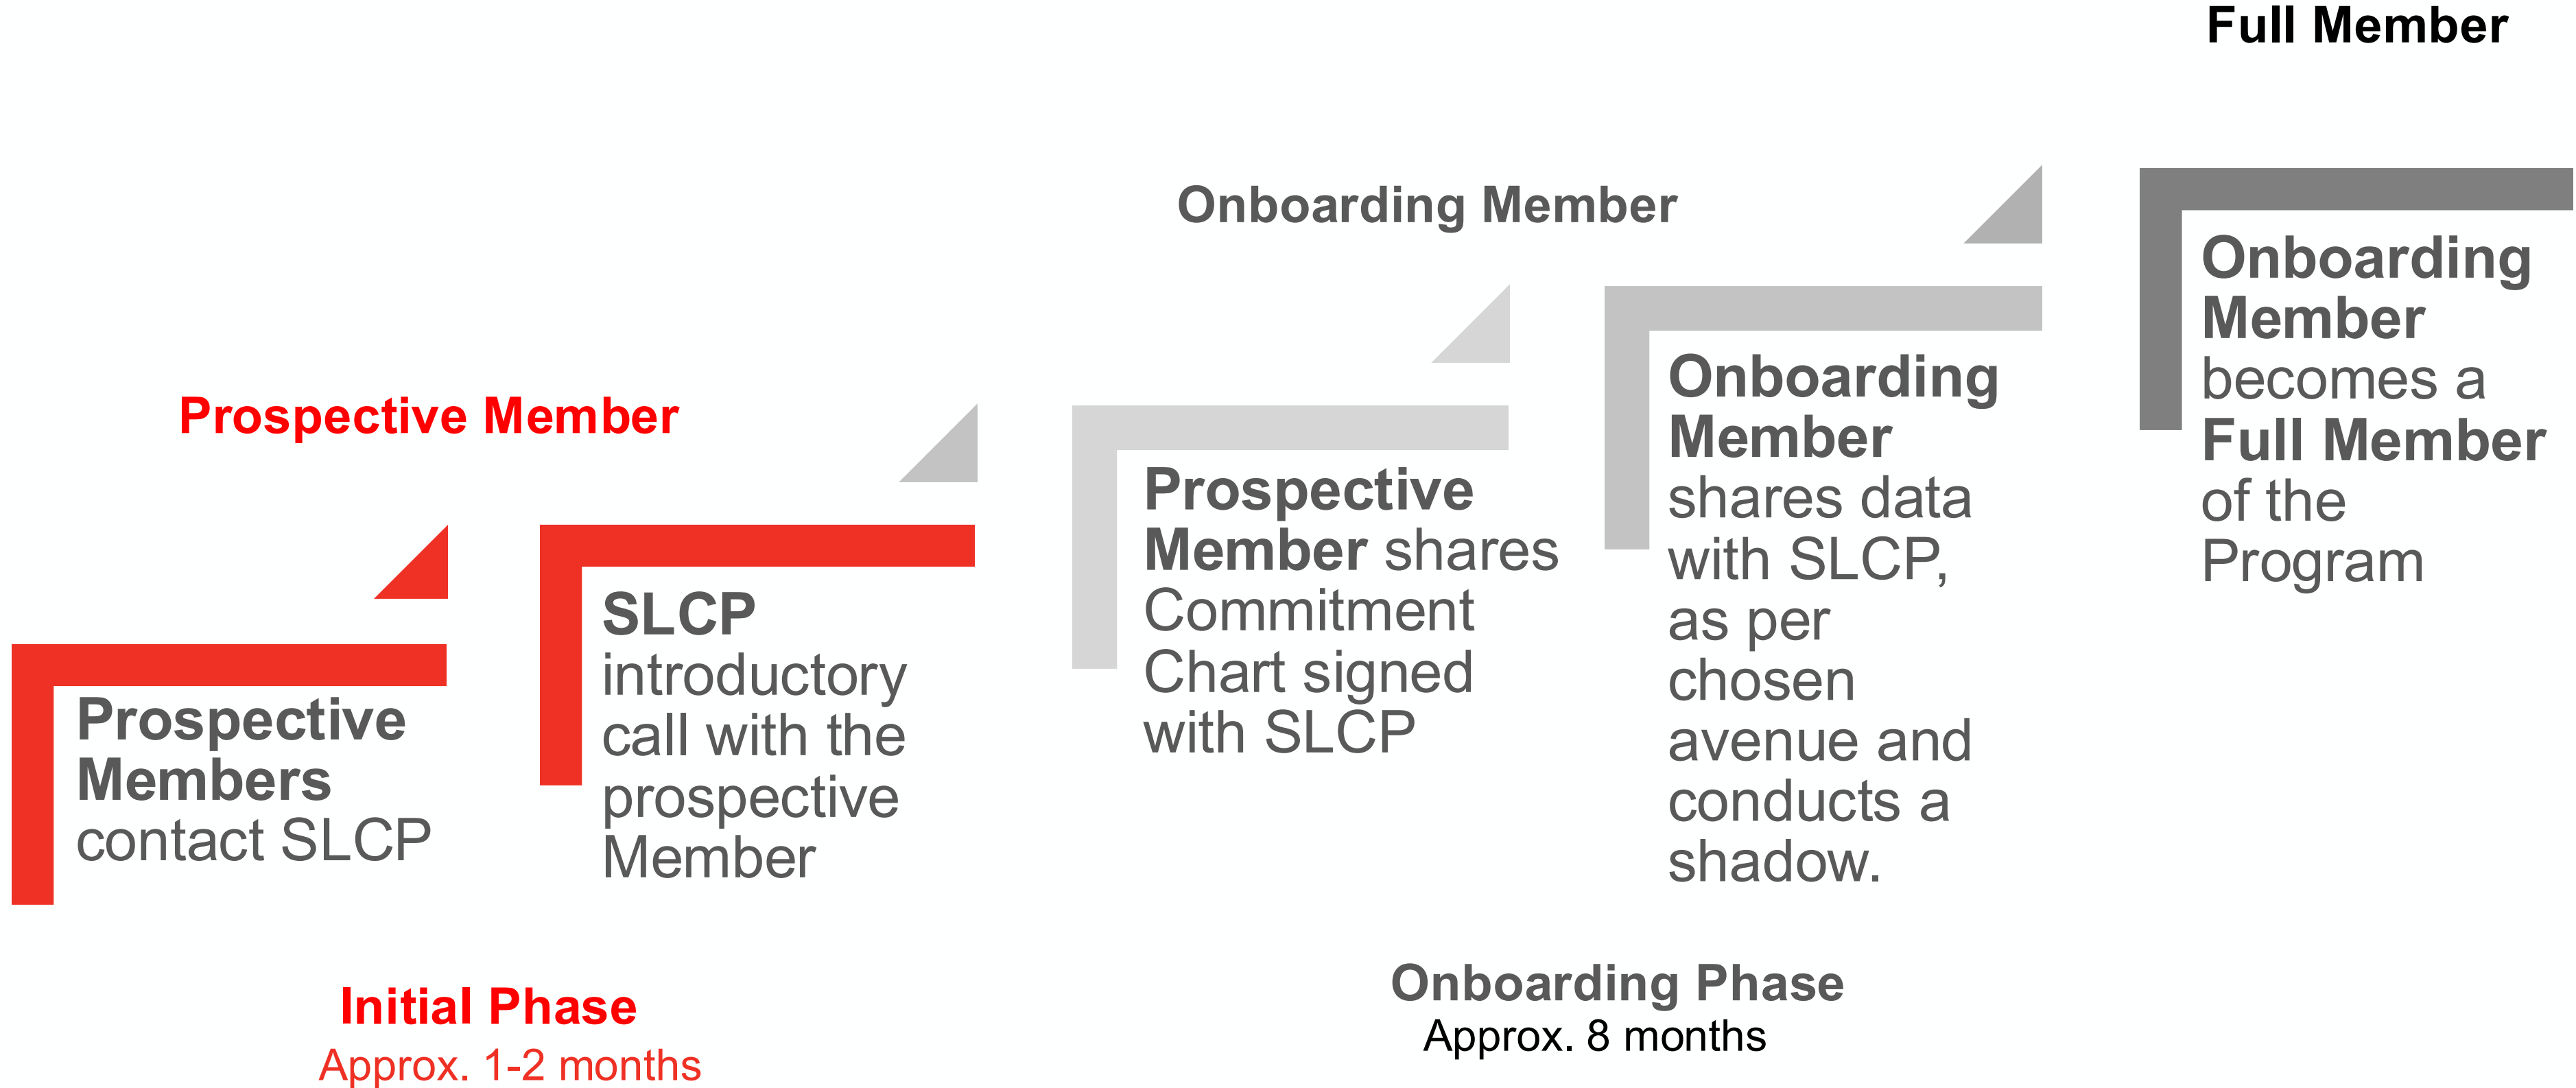 Full Member
Onboarding Member
Prospective Member
Prospective
Members
contact SLCP
SLCP
introductory
call with the
prospective
Member
Prospective
Member shares
Commitment
Chart signed
with SLCP
Onboarding
Member
shares data
with SLCP,
as per
chosen
avenue and
conducts a
shadow.
Onboarding
Member
becomes a
Full Member
of the
Program
Initial Phase
Approx. 1-2 months
Onboarding Phase
Approx. 8 months